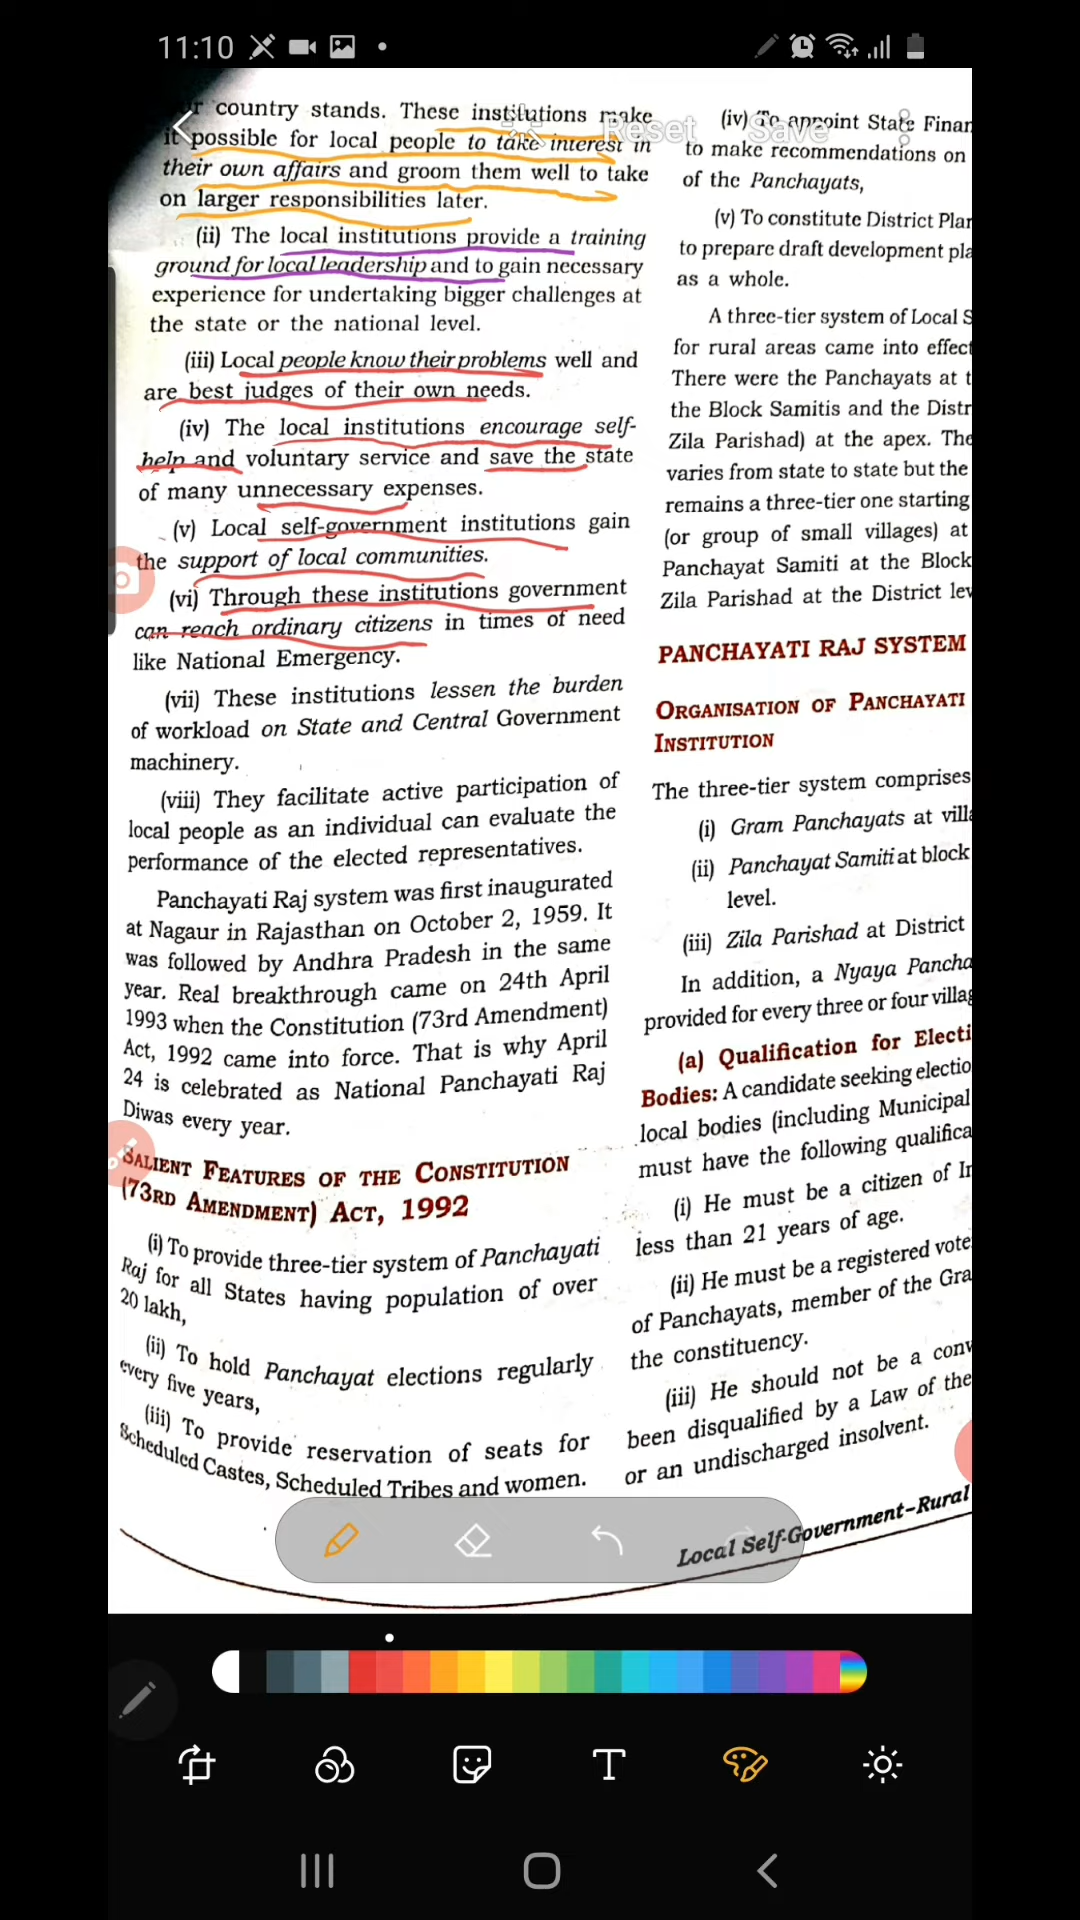 11:10
Reset
Save
country stands. These institutions make
it possible for local people to take interest in
their own affairs and groom them well to take
on larger responsibilities later.
(ii) The local institutions provide a training
ground for local leadership and to gain necessary
experience for undertaking bigger challenges at
the state or the national level.
(iii) Local people know their problems well and
are best judges of their own needs.
(iv) The local institutions encourage self-
help and voluntary service and save the state
of many unnecessary expenses.
(v) Local self-government institutions gain
the support of local communities.
(vi) Through these institutions government
can reach ordinary citizens in times of need
like National Emergency.
(vii) These institutions lessen the burden
of workload on State and Central Government
machinery.
(viii) They facilitate active participation of
local people as an individual can evaluate the
performance of the elected representatives.
Panchayati Raj system was first inaugurated
at Nagaur in Rajasthan on October 2, 1959. It
was followed by Andhra Pradesh in the same
year. Real breakthrough came on 24th April
1993 when the Constitution (73rd Amendment)
Act, 1992 came into force. That is why April
24 is celebrated as National Panchayati Raj
Diwas every year.
SALIENT FEATURES OF THE CONSTITUTION
(73RD AMENDMENT) ACT, 1992
(i) To provide three-tier system of Panchayati
Raj for all States having population of over
20 lakh,
(ii) To hold Panchayat elections regularly
every five years,
(iii) To provide reservation of seats for
Scheduled Castes, Scheduled Tribes and women.
(iv) To appoint State Finan
to make recommendations on
of the Panchayats,
(v) To constitute District Plan
to prepare draft development pla
as a whole.
A three-tier system of Local S
for rural areas came into effect
There were the Panchayats at t
the Block Samitis and the Distr
Zila Parishad) at the apex. The
varies from state to state but the
remains a three-tier one starting
(or group of small villages) at
Panchayat Samiti at the Block
Zila Parishad at the District lev
PANCHAYATI RAJ SYSTEM
ORGANISATION OF PANCHAYATI
INSTITUTION
The three-tier system comprises
(i) Gram Panchayats at villa
(ii) Panchayat Samiti at block
level.
(iii) Zila Parishad at District
In addition, a Nyaya Pancha
provided for every three or four villag
(a) Qualification for Electi
Bodies: A candidate seeking electio
local bodies (including Municipal
must have the following qualifica
(i) He must be a citizen of In
less than 21 years of age.
(ii) He must be a registered vote
of Panchayats, member of the Gra
the constituency.
(iii) He should not be a conv
been disqualified by a Law of the
or an undischarged insolvent.
Local Self-Government–Rural
T